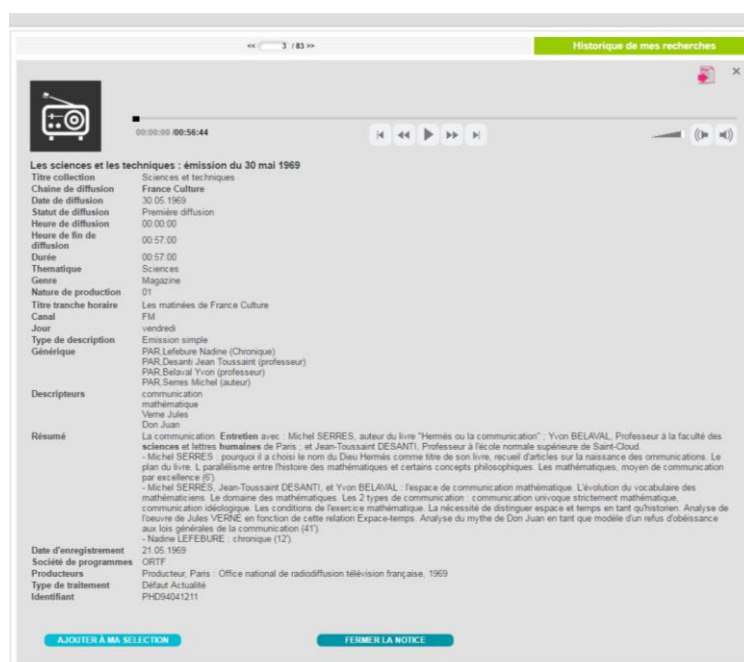 << 3 / 83 >>
Historique de mes recherches
00:00:00 /00:56:44
Les sciences et les techniques : émission du 30 mai 1969
Titre collection Sciences et techniques
Chaîne de diffusion France Culture
Date de diffusion 30.05.1969
Statut de diffusion Première diffusion
Heure de diffusion 00:00:00
Heure de fin de
diffusion 00:57:00
Durée 00:57:00
Thematique Sciences
Genre Magazine
Nature de production 01
Titre tranche horaire Les matinées de France Culture
Canal FM
Jour vendredi
Type de description Emission simple
Générique PAR,Lefebure Nadine (Chronique)
PAR,Desanti Jean Toussaint (professeur)
PAR,Belaval Yvon (professeur)
PAR,Serres Michel (auteur)
Descripteurs communication
mathématique
Verne Jules
Don Juan
Résumé La communication. Entretien avec : Michel SERRES, auteur du livre "Hermès ou la communication" ; Yvon BELAVAL, Professeur à la faculté des
sciences et lettres humaines de Paris ; et Jean-Toussaint DESANTI, Professeur à l'école normale supérieure de Saint-Cloud.
- Michel SERRES : pourquoi il a choisi le nom du Dieu Hermès comme titre de son livre, recueil d'articles sur la naissance des ommunications. Le
plan du livre. L parallélisme entre l'histoire des mathématiques et certains concepts philosophiques. Les mathématiques, moyen de communication
par excellence (6').
- Michel SERRES, Jean-Toussaint DESANTI, et Yvon BELAVAL : l'espace de communication mathématique. L'évolution du vocabulaire des
mathématiciens. Le domaine des mathématiques. Les 2 types de communication : communication univoque strictement mathématique,
communication idéologique. Les conditions de l'exercice mathématique. La nécessité de distinguer espace et temps en tant qu'historien. Analyse de
l'oeuvre de Jules VERNE en fonction de cette relation Expace-temps. Analyse du mythe de Don Juan en tant que modèle d'un refus d'obéissance
aux lois générales de la communication (41').
- Nadine LEFEBURE : chronique (12').
Date d'enregistrement 21.05.1969
Société de programmes ORTF
Producteurs Producteur, Paris : Office national de radiodiffusion télévision française, 1969
Type de traitement Défaut Actualité
Identifiant PHD94041211
AJOUTER À MA SELECTION FERMER LA NOTICE